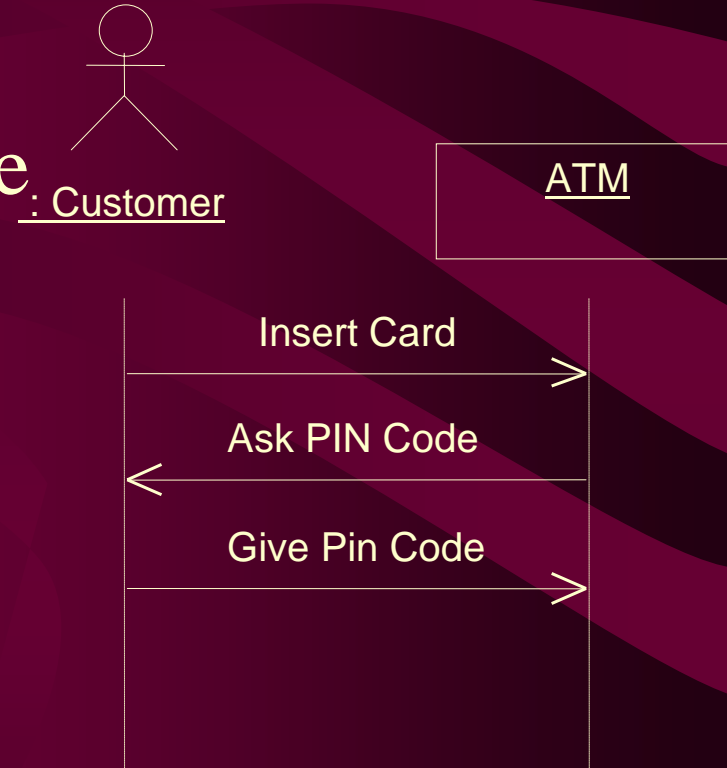 e
: Customer
ATM
Insert Card
Ask PIN Code
Give Pin Code